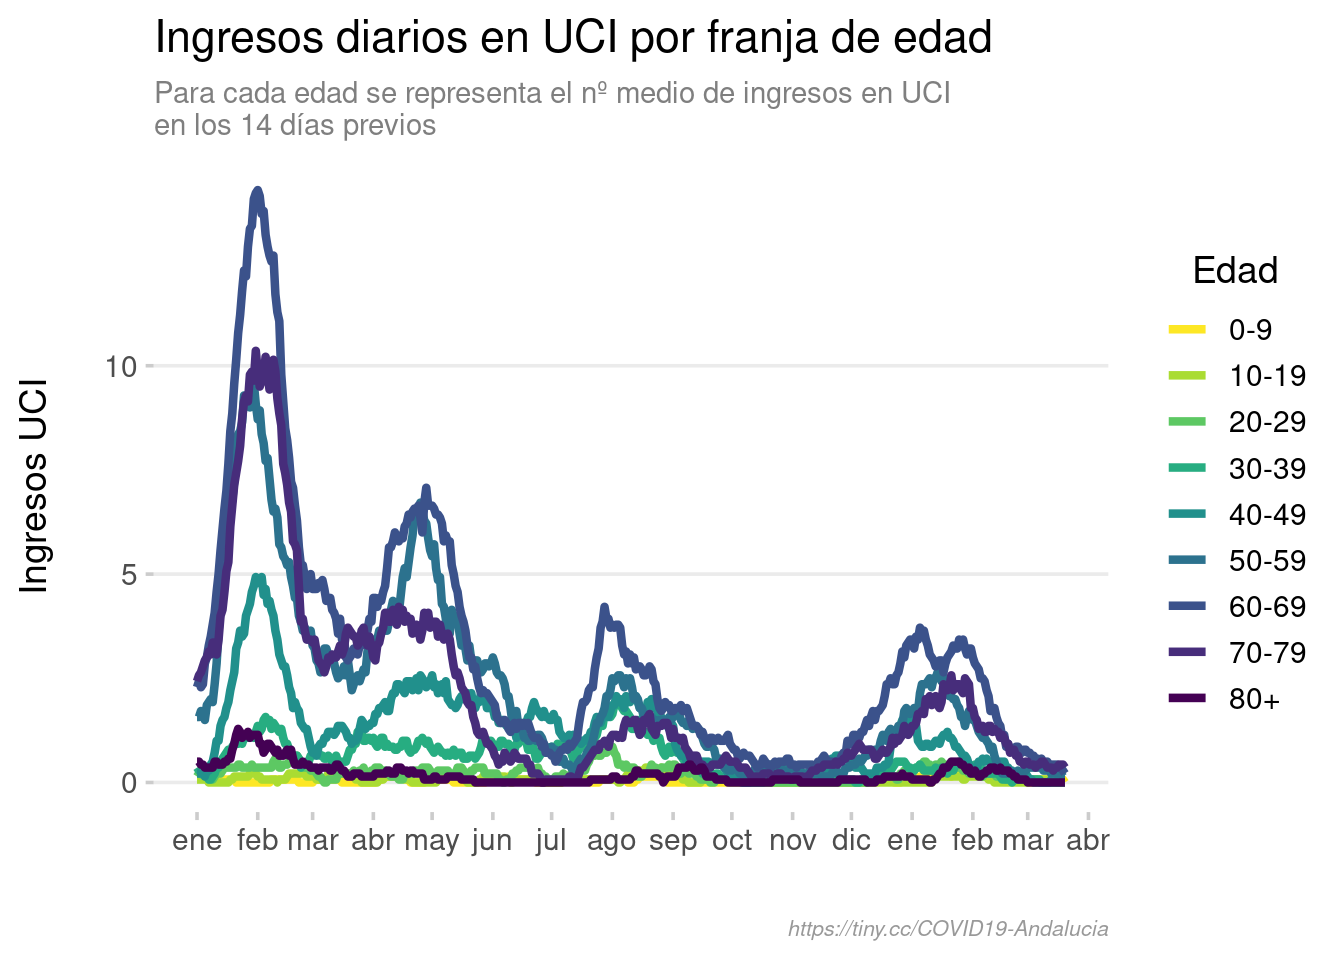 Ingresos diarios en UCI por franja de edad
Para cada edad se representa el nº medio de ingresos en UCI
en los 14 días previos
Ingresos UCI
10
5
0
ene feb mar abr may jun jul ago sep oct nov dic ene feb mar abr
Edad
0-9
10-19
20-29
30-39
40-49
50-59
60-69
70-79
80+
https://tiny.cc/COVID19-Andalucia